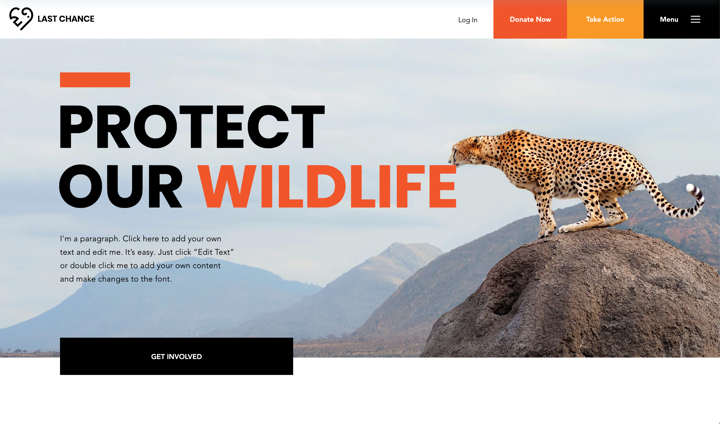 LAST CHANCE
Log In
Donate Now
Take Action
Menu
PROTECT
OUR WILDLIFE
I'm a paragraph. Click here to add your own
text and edit me. It's easy. Just click "Edit Text"
or double click me to add your own content
and make changes to the font.
GET INVOLVED